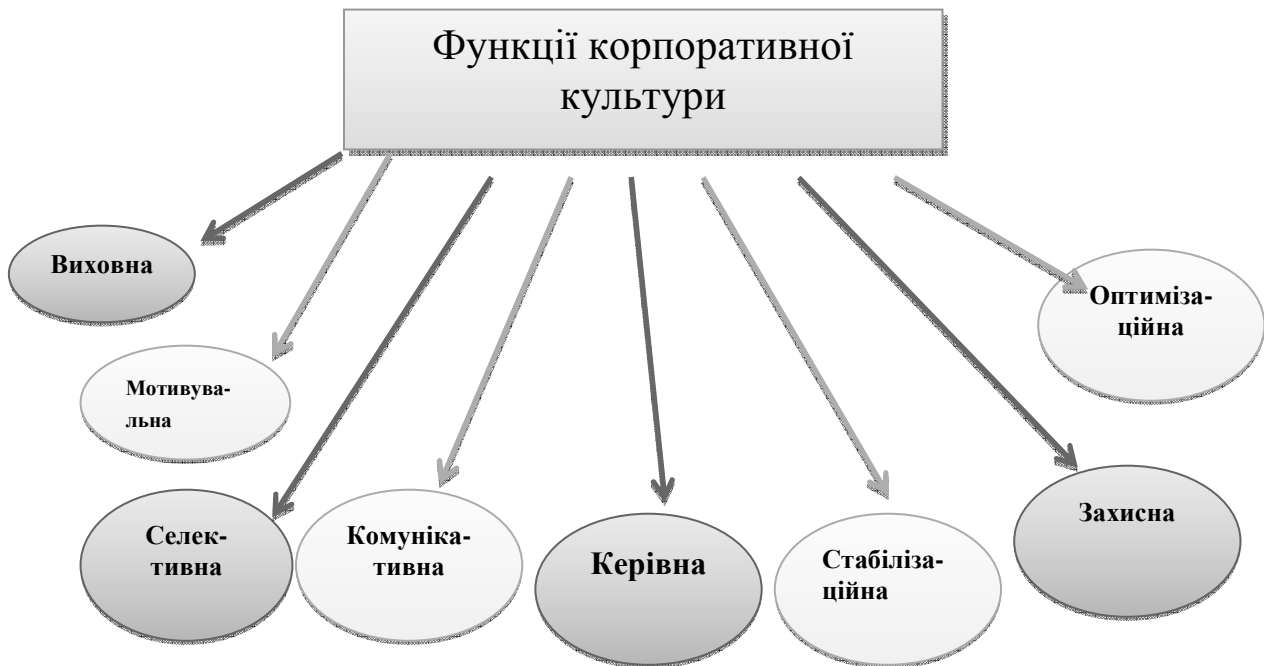 Функції корпоративної
культури
Виховна
Мотивува-
льна
Селек-
тивна
Комуніка-
тивна
Керівна
Стабіліза-
ційна
Захисна
Оптиміза-
ційна